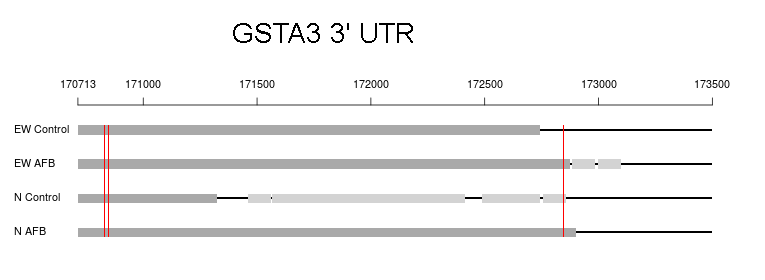 GSTA3 3' UTR
170713 171000 171500 172000 172500 173000 173500
EW Control
EW AFB
N Control
N AFB